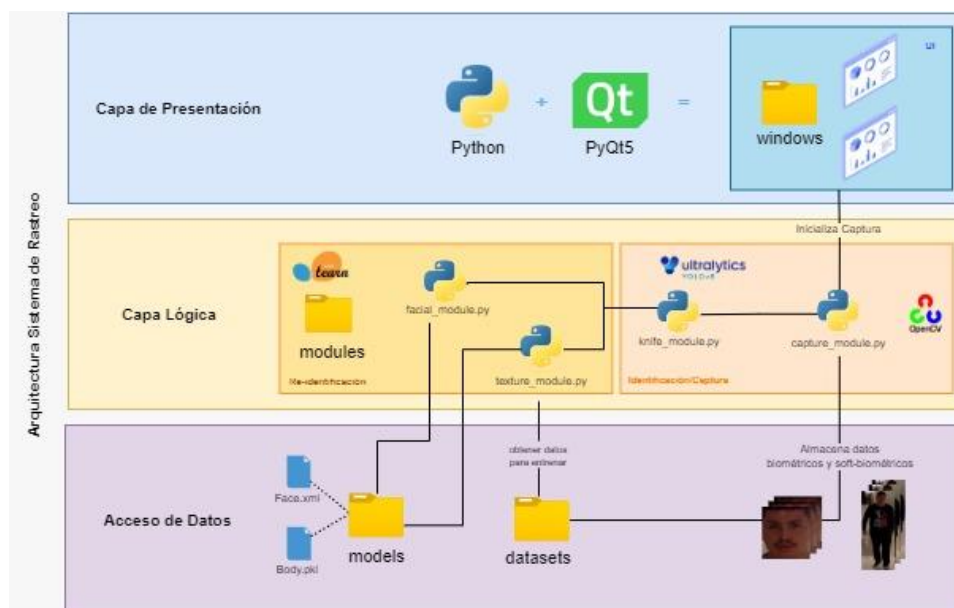 Arquitectura Sistema de Rastreo
Capa de Presentación
Python
+
Qt
PyQt5
=
windows
UI
Inicializa Captura
Capa Lógica
learn
modules
Re-identificación
facial_module.py
texture_module.py
ultralytics
YOLOv8
knife_module.py
capture_module.py
OpenCV
Identificación/Captura
Acceso de Datos
Face.xml
Body.pkl
models
obtener datos
para entrenar
datasets
Almacena datos
biométricos y soft-biométricos